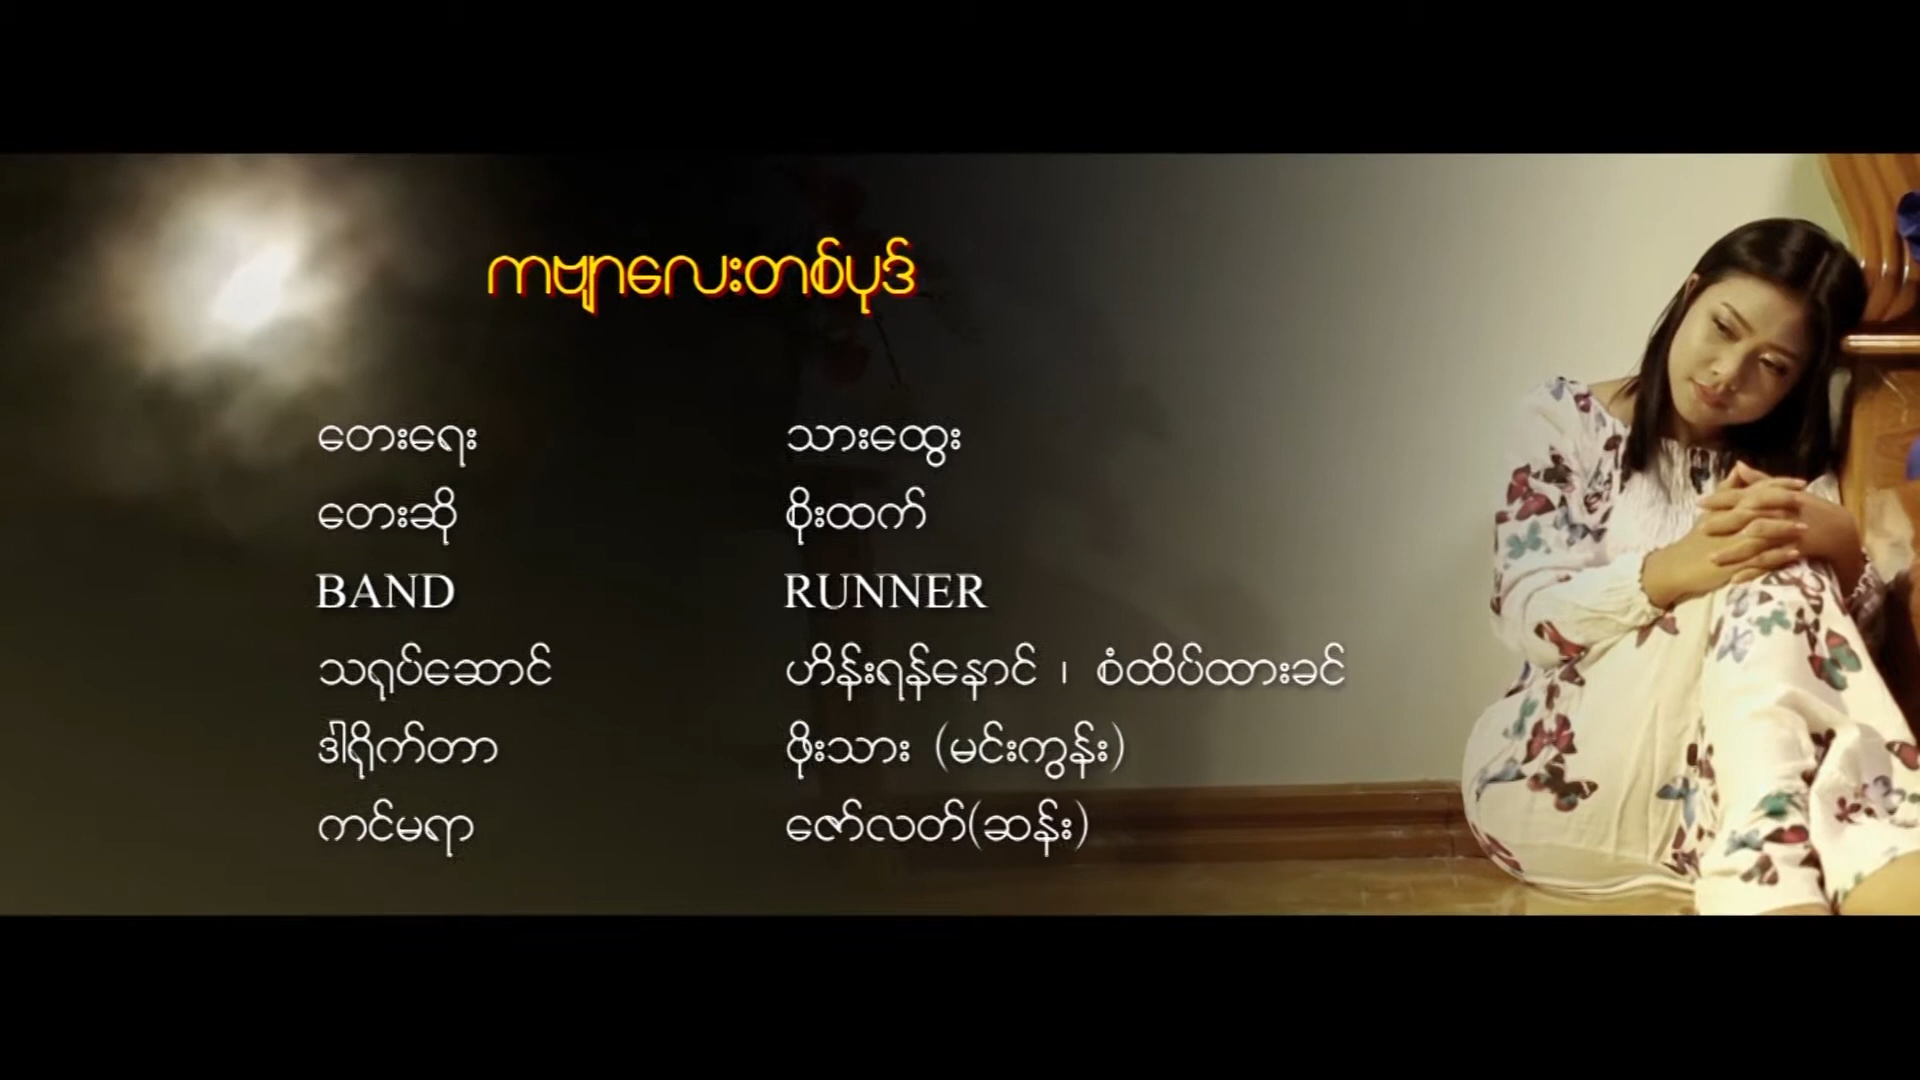 ကဗျာလေးတစ်ပုဒ်
တေးရေး သားထွေး
တေးဆို စိုးထက်
BAND RUNNER
သရုပ်ဆောင် ဟိန်းရန်နောင် ၊ စံထိပ်ထားခင်
ဒါရိုက်တာ ဖိုးသား (မင်းကွန်း)
ကင်မရာ ဇော်လတ်(ဆန်း)